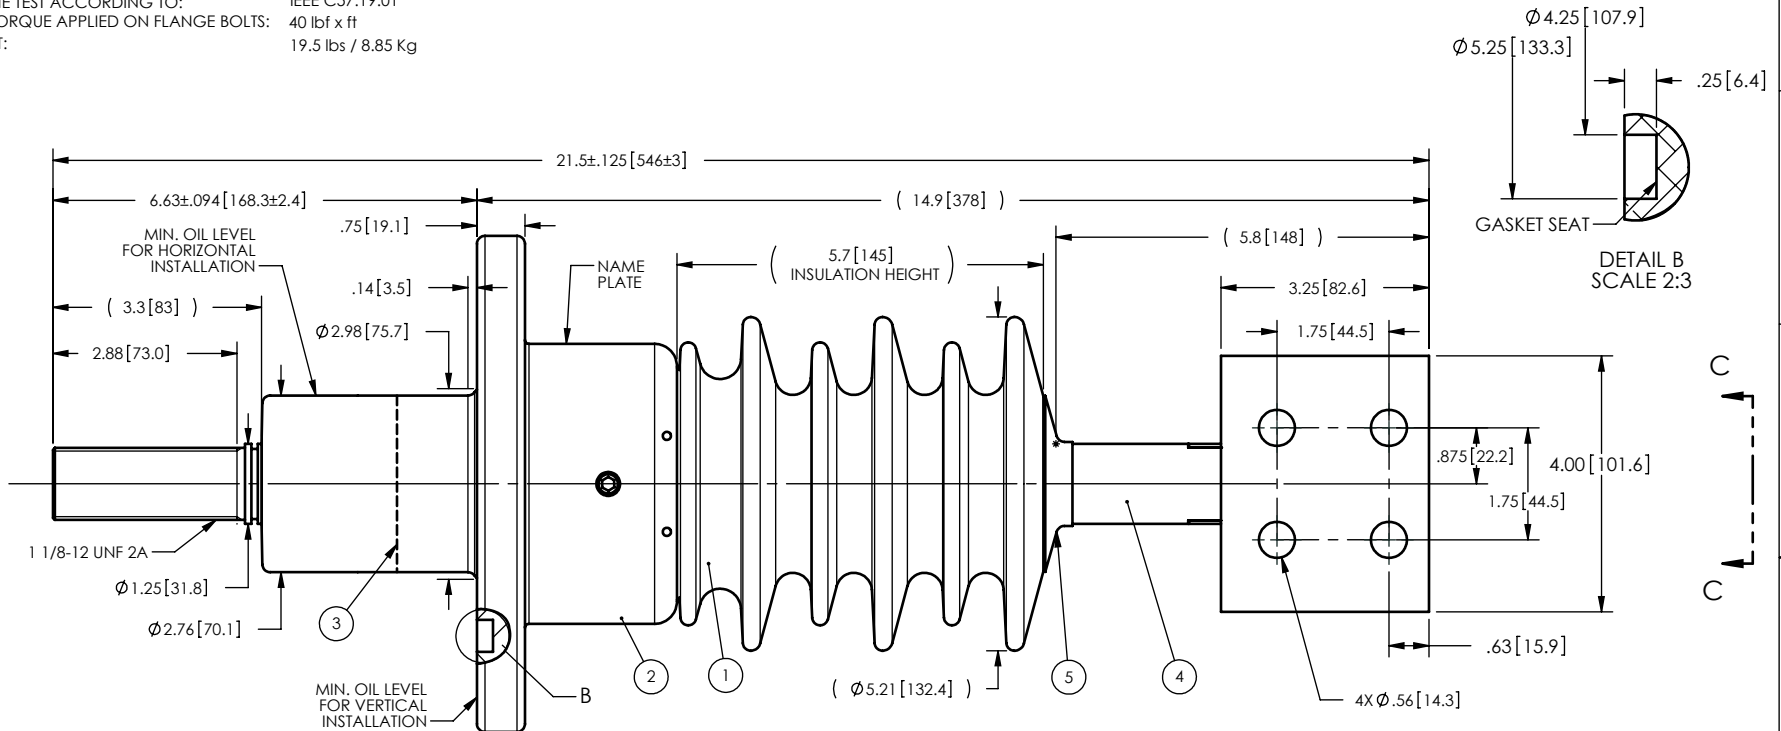 TEST ACCORDING TO: IEEE C57.19.01
TORQUE APPLIED ON FLANGE BOLTS: 40 lbf x ft
19.5 lbs / 8.85 Kg
Ø4.25[107.9]
Ø5.25[133.3]
.25[6.4]
GASKET SEAT
DETAIL B
SCALE 2:3
21.5±.125[546±3]
6.63±.094[168.3±2.4]
( 14.9[378] )
.75[19.1]
MIN. OIL LEVEL
FOR HORIZONTAL
INSTALLATION
NAME
PLATE
( 5.7[145]
INSULATION HEIGHT )
( 5.8[148] )
.14[3.5]
3.25[82.6]
( 3.3[83] )
Ø2.98[75.7]
1.75[44.5]
2.88[73.0]
C
.875[22.2]
4.00[101.6]
1.75[44.5]
1 1/8-12 UNF 2A
Ø1.25[31.8]
C
Ø2.76[70.1]
3
2
1
5
4
.63[15.9]
MIN. OIL LEVEL
FOR VERTICAL
INSTALLATION
B
( Ø5.21[132.4] )
4X Ø.56[14.3]